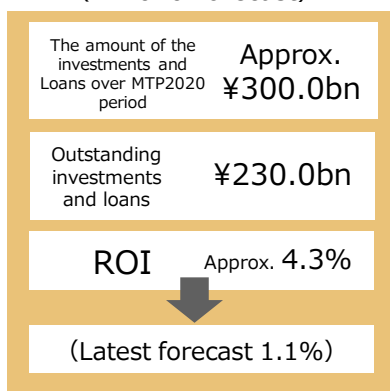 The amount of the
investments and
Loans over MTP2020
period
Approx.
¥300.0bn
Outstanding
investments
and loans
¥230.0bn
ROI
Approx. 4.3%
(Latest forecast 1.1%)